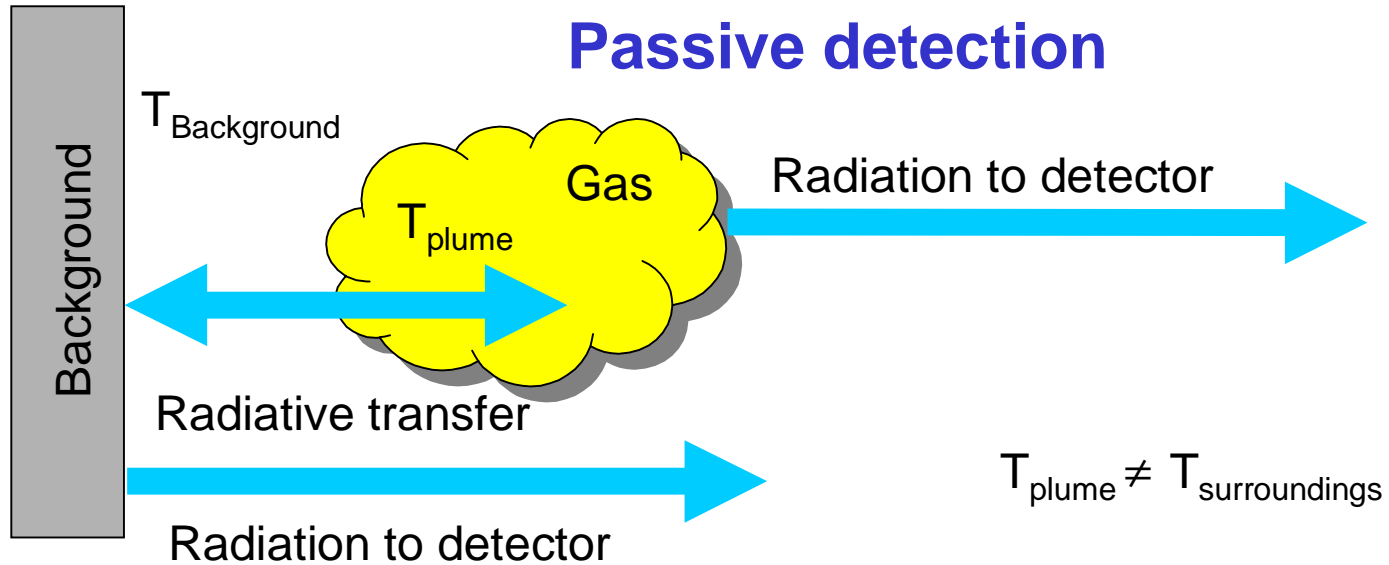 Passive detection
T_Background
Background
Gas
T_plume
Radiation to detector
Radiative transfer
T_plume ≠ T_surroundings
Radiation to detector